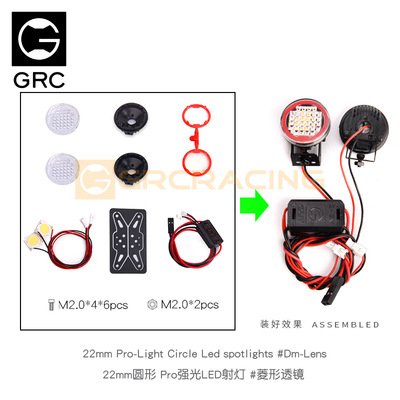 GRC
GRCRACING
M2.0*4*6pcs
M2.0*2pcs
装好效果 ASSEMBLED
22mm Pro-Light Circle Led spotlights #Dm-Lens
22mm圆形 Pro强光LED射灯 #菱形透镜